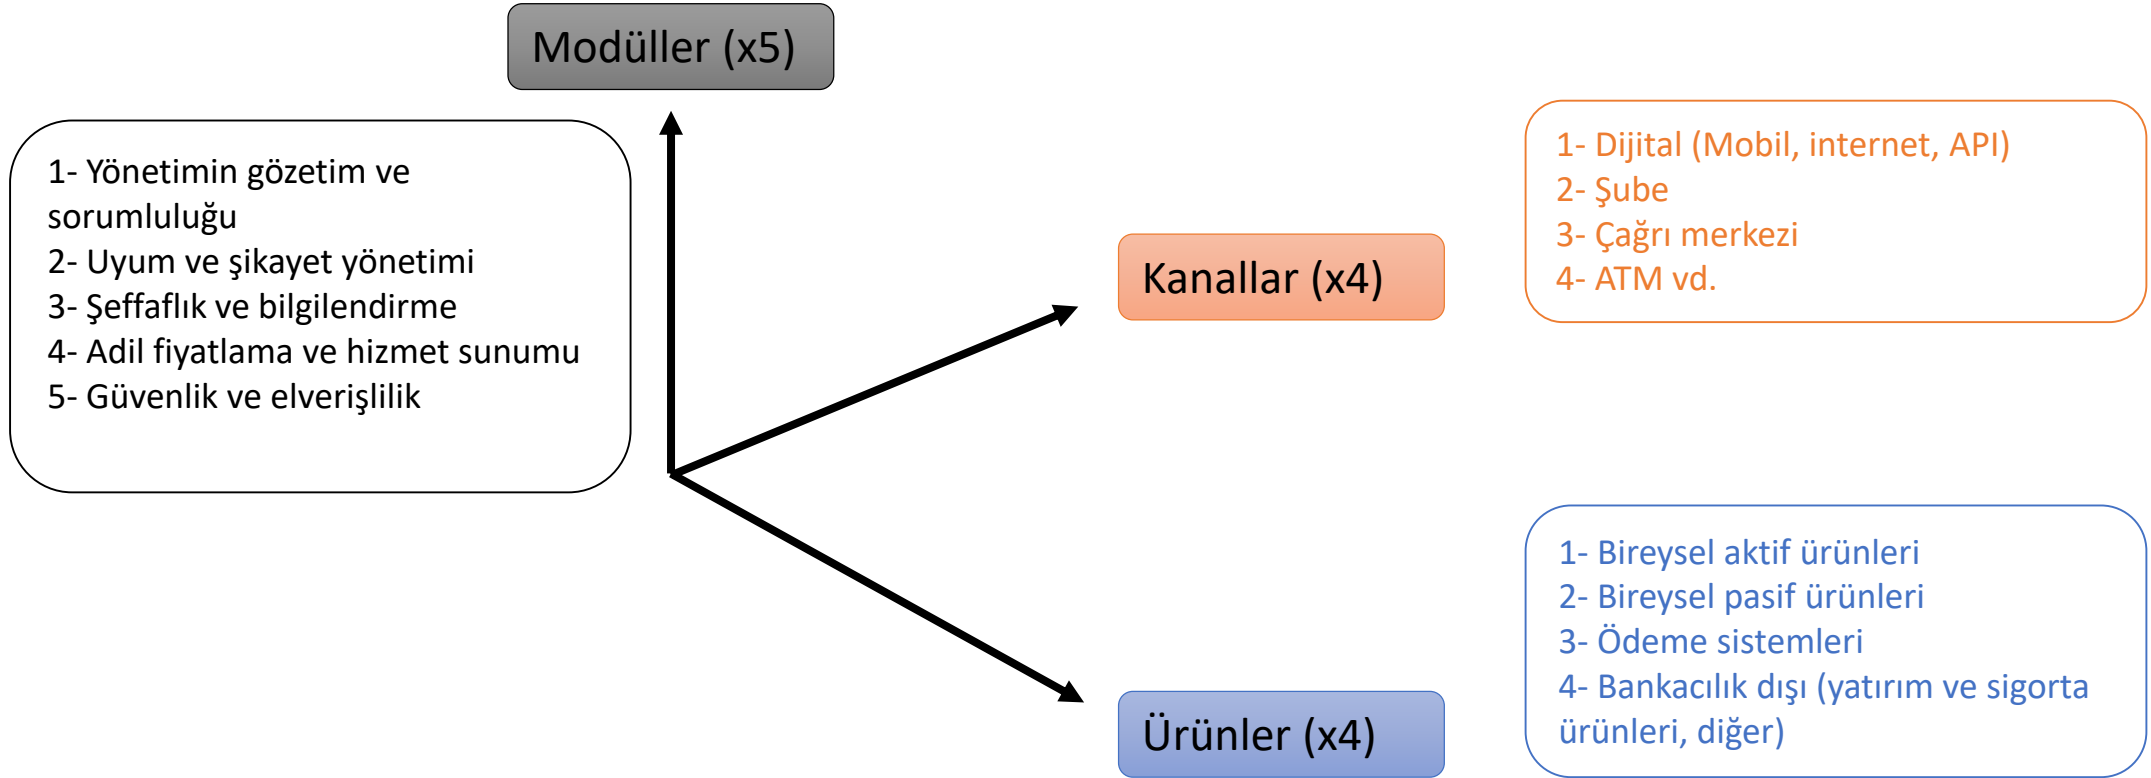 Modüller (x5)
1- Yönetimin gözetim ve
sorumluluğu
2- Uyum ve şikayet yönetimi
3- Şeffaflık ve bilgilendirme
4- Adil fiyatlama ve hizmet sunumu
5- Güvenlik ve elverişlilik
Kanallar (x4)
1- Dijital (Mobil, internet, API)
2- Şube
3- Çağrı merkezi
4- ATM vd.
Ürünler (x4)
1- Bireysel aktif ürünleri
2- Bireysel pasif ürünleri
3- Ödeme sistemleri
4- Bankacılık dışı (yatırım ve sigorta
ürünleri, diğer)